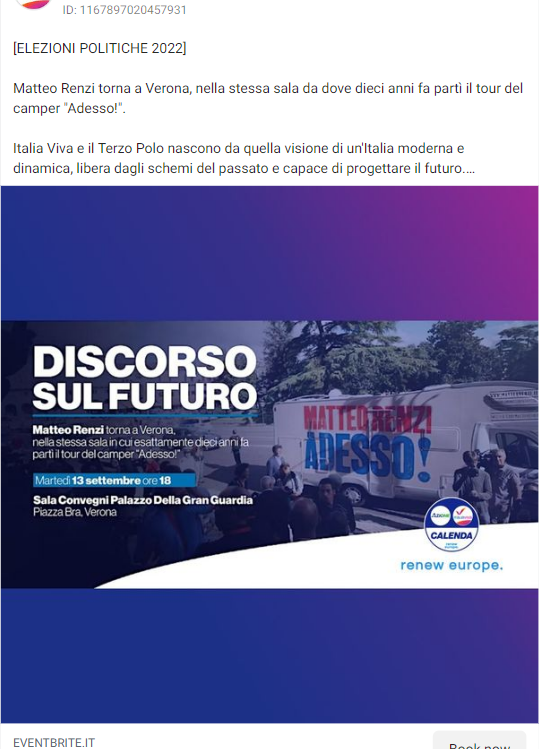 ID: 1167897020457931
[ELEZIONI POLITICHE 2022]
Matteo Renzi torna a Verona, nella stessa sala da dove dieci anni fa partì il tour del
camper "Adesso!".
Italia Viva e il Terzo Polo nascono da quella visione di un'Italia moderna e
dinamica, libera dagli schemi del passato e capace di progettare il futuro....
DISCORSO
SUL FUTURO
Matteo Renzi torna a Verona,
nella stessa sala in cui esattamente dieci anni fa
partì il tour del camper "Adesso!"
Martedì 13 settembre ore 18
Sala Convegni Palazzo Della Gran Guardia
Piazza Bra, Verona
MATTEO RENZI
ADESSO!
CALENDA
renew europe.
EVENTBRITE.IT
Book now